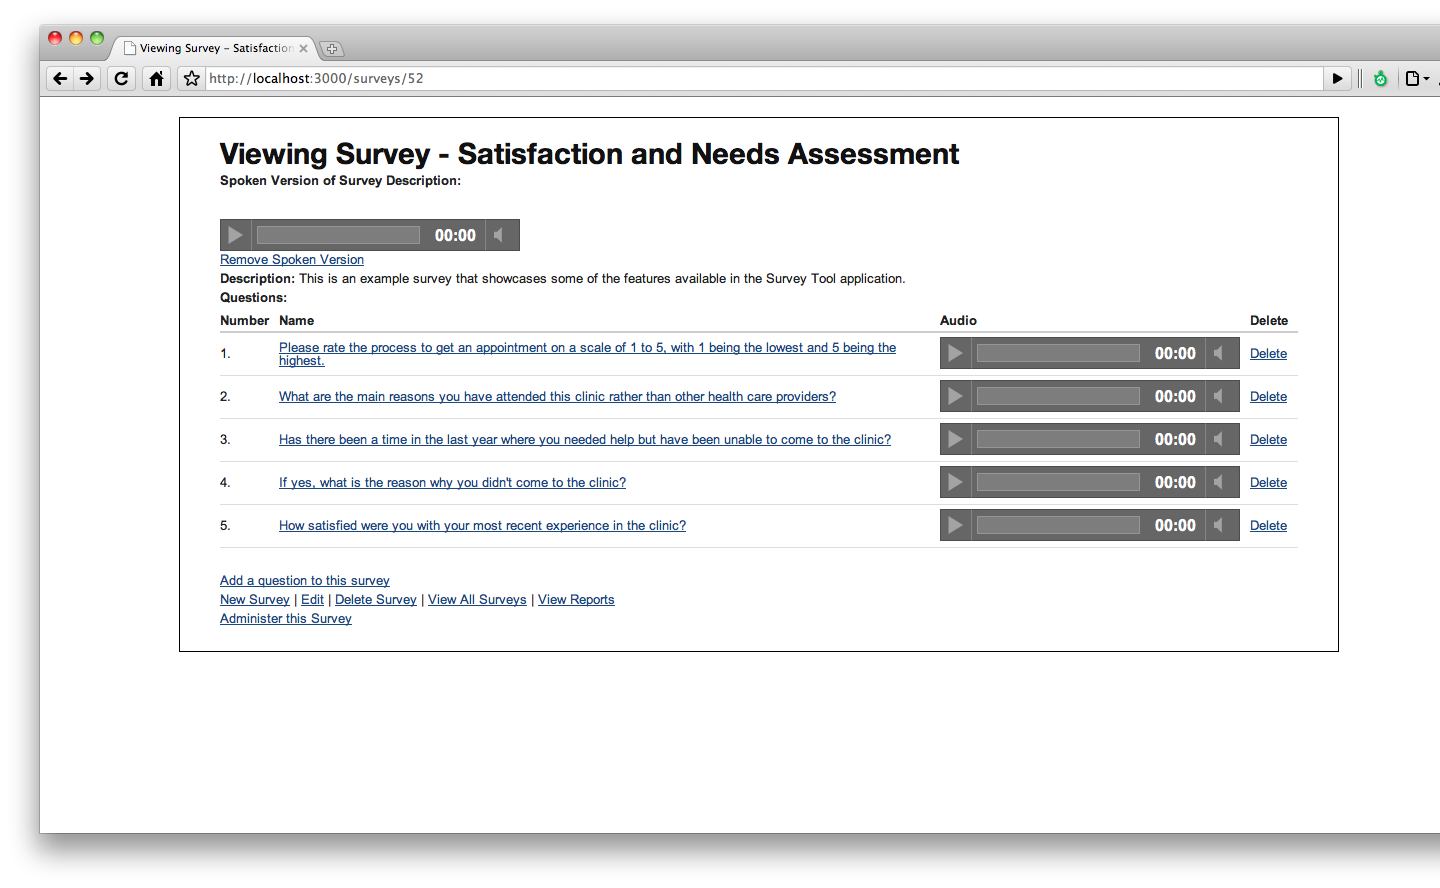 Viewing Survey - Satisfaction
http://localhost:3000/surveys/52
Viewing Survey - Satisfaction and Needs Assessment
Spoken Version of Survey Description:
00:00
Remove Spoken Version
Description: This is an example survey that showcases some of the features available in the Survey Tool application.
Questions:
Number Name Audio Delete
1. Please rate the process to get an appointment on a scale of 1 to 5, with 1 being the lowest and 5 being the
highest. 00:00 Delete
2. What are the main reasons you have attended this clinic rather than other health care providers? 00:00 Delete
3. Has there been a time in the last year where you needed help but have been unable to come to the clinic? 00:00 Delete
4. If yes, what is the reason why you didn't come to the clinic? 00:00 Delete
5. How satisfied were you with your most recent experience in the clinic? 00:00 Delete
Add a question to this survey
New Survey | Edit | Delete Survey | View All Surveys | View Reports
Administer this Survey